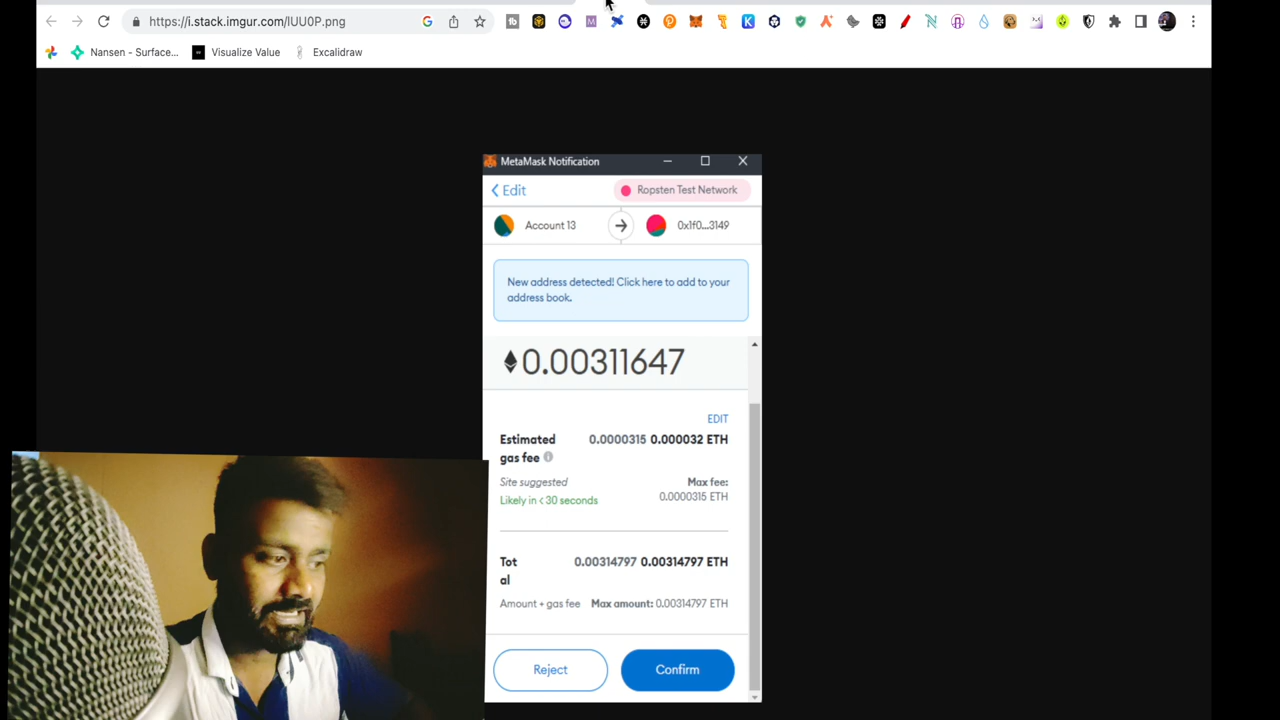 https://i.stack.imgur.com/lUU0P.png
Nansen - Surface... Visualize Value Excalidraw
MetaMask Notification
Edit Ropsten Test Network
Account 13 0x1f0...3149
New address detected! Click here to add to your
address book.
0.00311647
EDIT
Estimated 0.0000315 0.000032 ETH
gas fee
Site suggested Max fee:
Likely in < 30 seconds 0.0000315 ETH
Tot 0.00314797 0.00314797 ETH
al
Amount + gas fee Max amount: 0.00314797 ETH
Reject Confirm